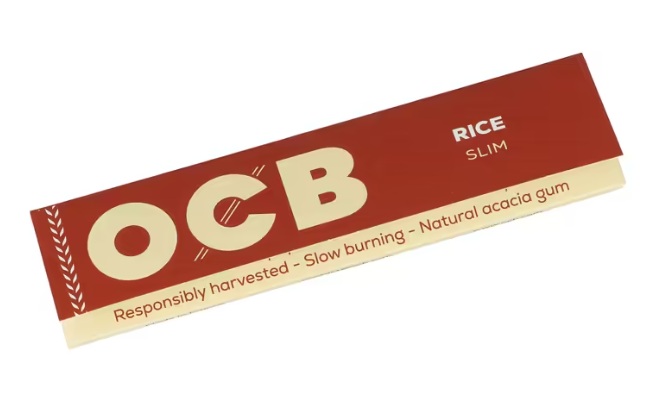 OCB
RICE
SLIM
Responsibly harvested - Slow burning - Natural acacia gum